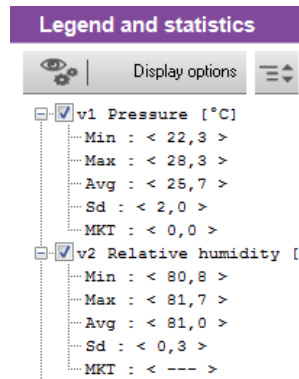 Legend and statistics
Display options
v1 Pressure [°C]
Min : < 22,3 >
Max : < 28,3 >
Avg : < 25,7 >
Sd : < 2,0 >
MKT : < 0,0 >
v2 Relative humidity [
Min : < 80,8 >
Max : < 81,7 >
Avg : < 81,0 >
Sd : < 0,3 >
MKT : < --- >